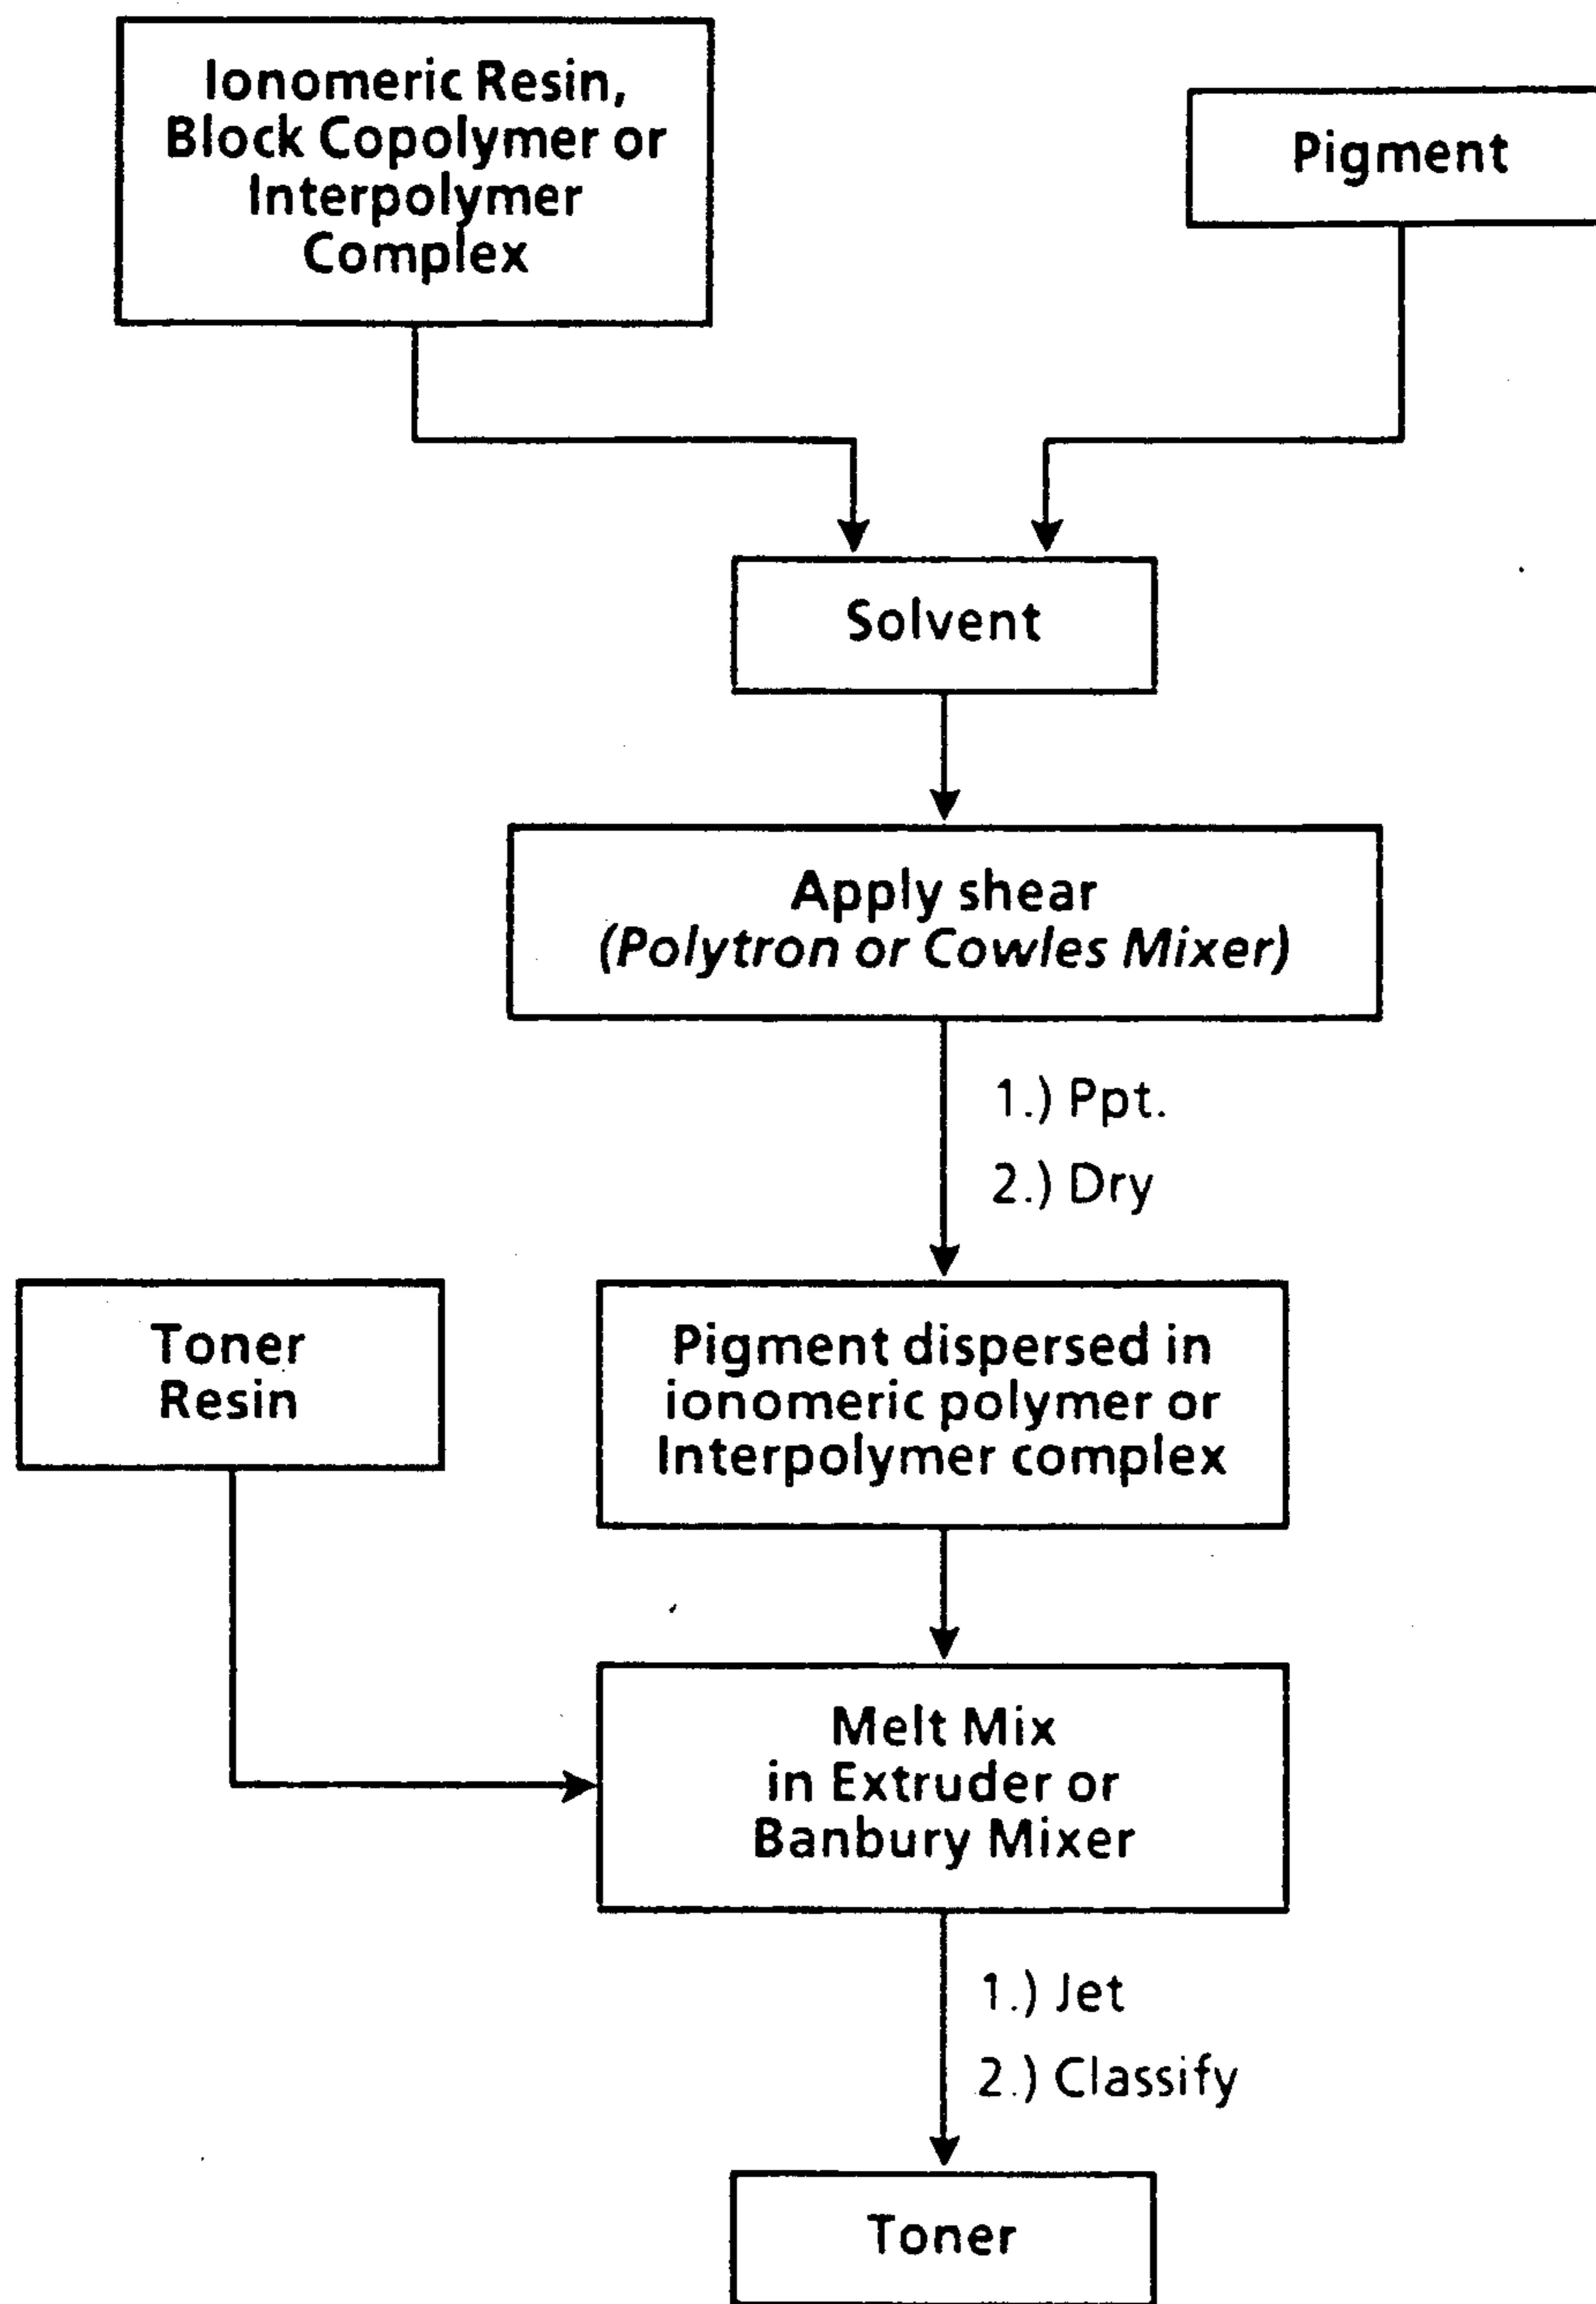 Ionomeric Resin,
Block Copolymer or
Interpolymer
Complex
Pigment
Solvent
Apply shear
(Polytron or Cowles Mixer)
1.) Ppt.
2.) Dry
Toner
Resin
Pigment dispersed in
ionomeric polymer or
Interpolymer complex
Melt Mix
in Extruder or
Banbury Mixer
1.) Jet
2.) Classify
Toner